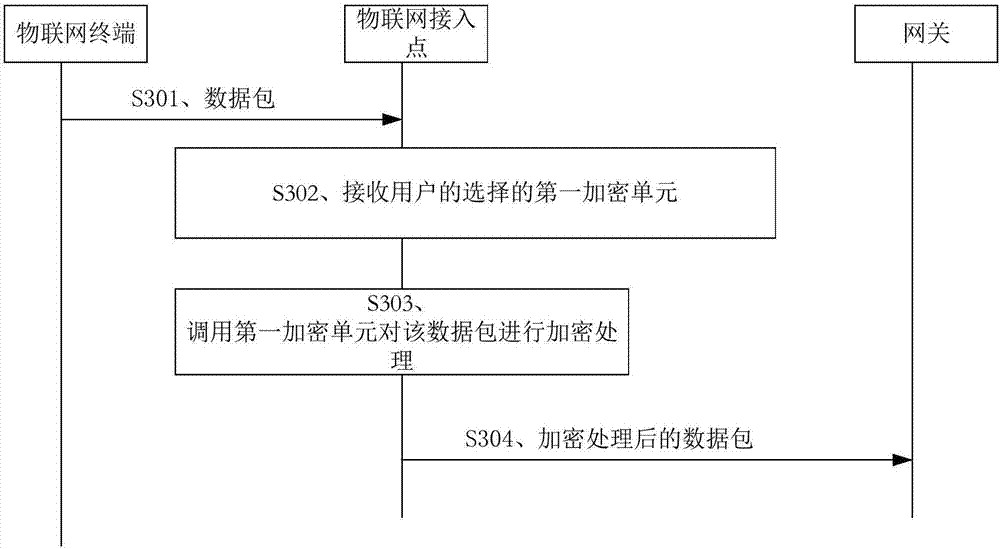 物联网终端
物联网接入
点
网关
S301、数据包
S302、接收用户的选择的第一加密单元
S303、
调用第一加密单元对该数据包进行加密处
理
S304、加密处理后的数据包